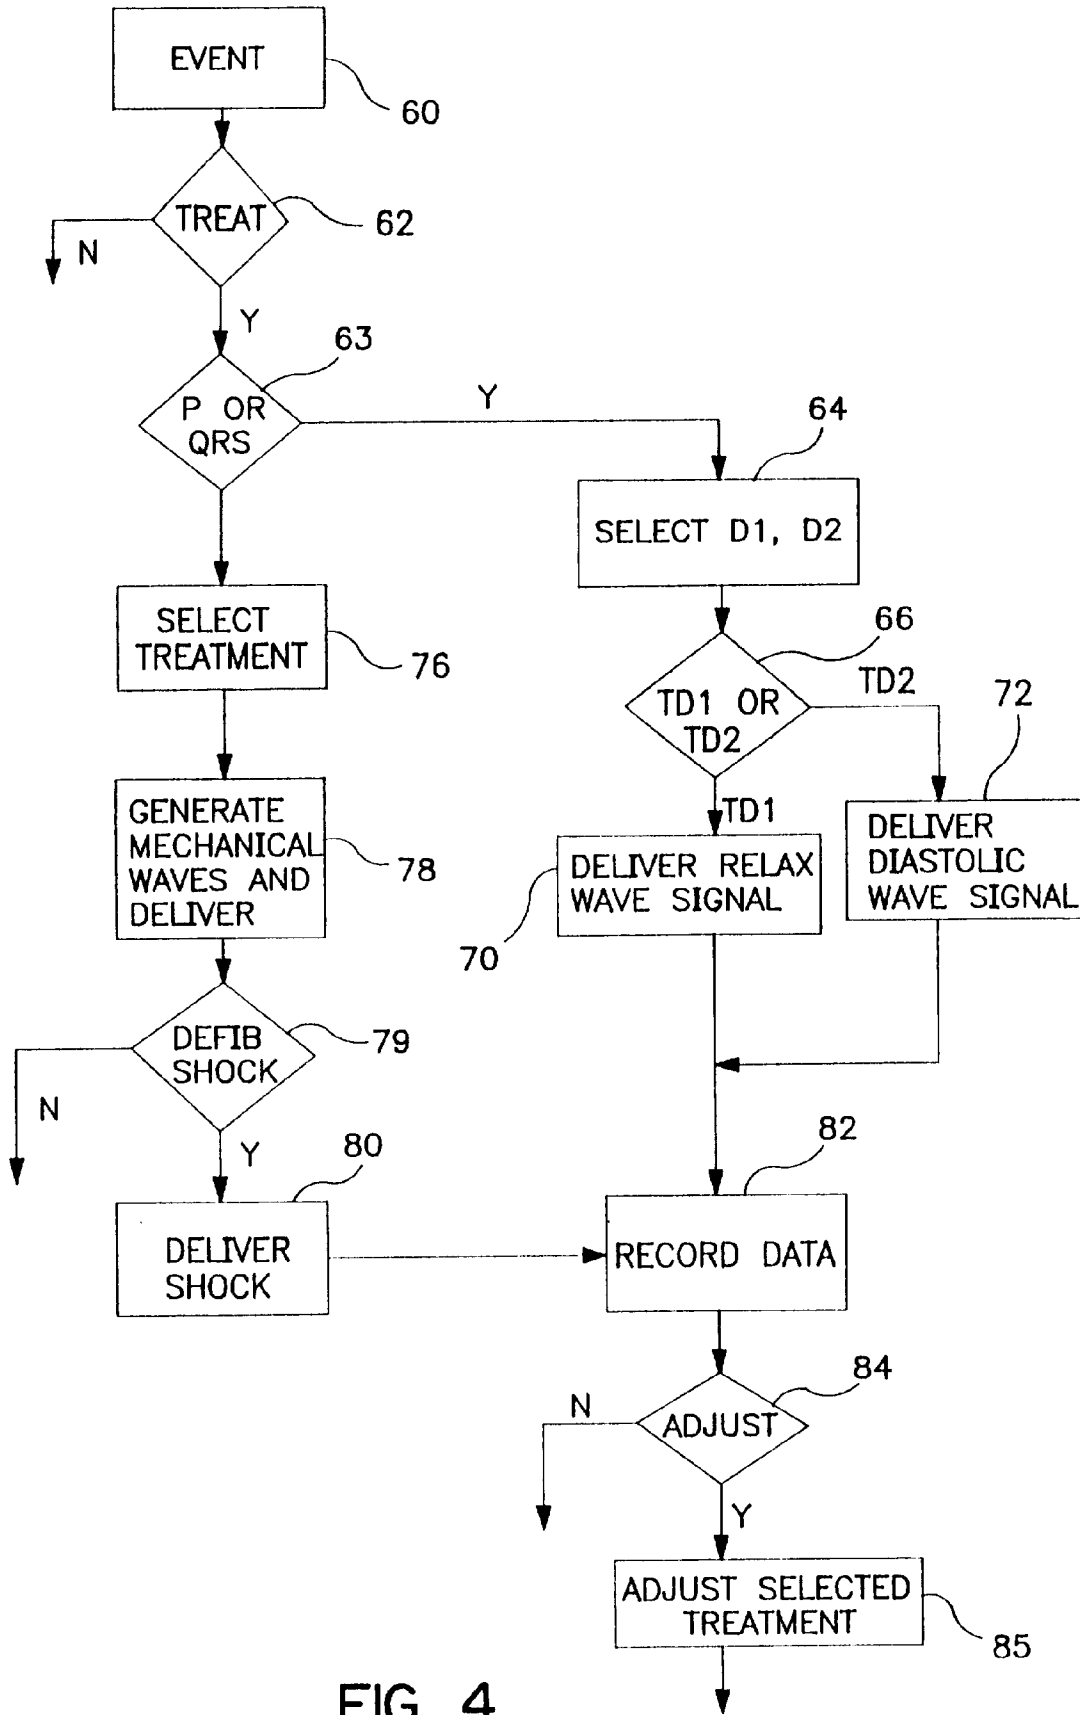 EVENT
60
TREAT
62
N
Y
63
P OR
QRS
Y
64
SELECT D1, D2
SELECT
TREATMENT
76
66
TD1 OR
TD2
TD2
72
TD1
GENERATE
MECHANICAL
WAVES AND
DELIVER
78
DELIVER RELAX
WAVE SIGNAL
70
DELIVER
DIASTOLIC
WAVE SIGNAL
DEFIB
SHOCK
79
N
Y
80
82
DELIVER
SHOCK
RECORD DATA
84
N
ADJUST
Y
ADJUST SELECTED
TREATMENT
85
FIG. 4